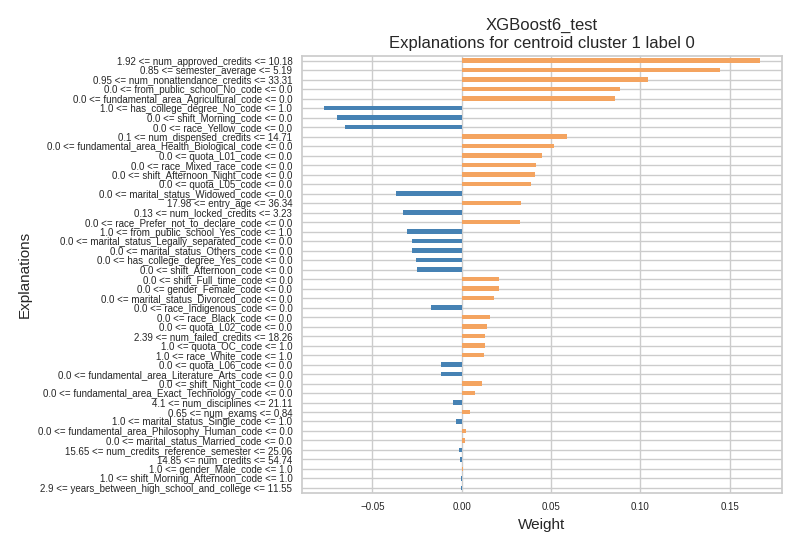 XGBoost6_test
Explanations for centroid cluster 1 label 0
1.92 <= num_approved_credits <= 10.18
0.85 <= semester_average <= 5.19
0.95 <= num_nonattendance_credits <= 33.31
0.0 <= from_public_school_No_code <= 0.0
0.0 <= fundamental_area_Agricultural_code <= 0.0
1.0 <= has_college_degree_No_code <= 1.0
0.0 <= shift_Morning_code <= 0.0
0.0 <= race_Yellow_code <= 0.0
0.1 <= num_dispensed_credits <= 14.71
0.0 <= fundamental_area_Health_Biological_code <= 0.0
0.0 <= quota_L01_code <= 0.0
0.0 <= race_Mixed_race_code <= 0.0
0.0 <= shift_Afternoon_Night_code <= 0.0
0.0 <= quota_L05_code <= 0.0
0.0 <= marital_status_Widowed_code <= 0.0
17.98 <= entry_age <= 36.34
0.13 <= num_locked_credits <= 3.23
0.0 <= race_Prefer_not_to_declare_code <= 0.0
1.0 <= from_public_school_Yes_code <= 1.0
0.0 <= marital_status_Legally_separated_code <= 0.0
0.0 <= marital_status_Others_code <= 0.0
0.0 <= has_college_degree_Yes_code <= 0.0
0.0 <= shift_Afternoon_code <= 0.0
0.0 <= shift_Full_time_code <= 0.0
0.0 <= gender_Female_code <= 0.0
0.0 <= marital_status_Divorced_code <= 0.0
0.0 <= race_Indigenous_code <= 0.0
0.0 <= race_Black_code <= 0.0
0.0 <= quota_L02_code <= 0.0
2.39 <= num_failed_credits <= 18.26
1.0 <= quota_OC_code <= 1.0
1.0 <= race_White_code <= 1.0
0.0 <= quota_L06_code <= 0.0
0.0 <= fundamental_area_Literature_Arts_code <= 0.0
0.0 <= shift_Night_code <= 0.0
0.0 <= fundamental_area_Exact_Technology_code <= 0.0
4.1 <= num_disciplines <= 21.11
0.65 <= num_exams <= 0.84
1.0 <= marital_status_Single_code <= 1.0
0.0 <= fundamental_area_Philosophy_Human_code <= 0.0
0.0 <= marital_status_Married_code <= 0.0
15.65 <= num_credits_reference_semester <= 25.06
14.85 <= num_credits <= 54.74
1.0 <= gender_Male_code <= 1.0
1.0 <= shift_Morning_Afternoon_code <= 1.0
2.9 <= years_between_high_school_and_college <= 11.55
Explanations
−0.05 0.00 0.05 0.10 0.15
Weight